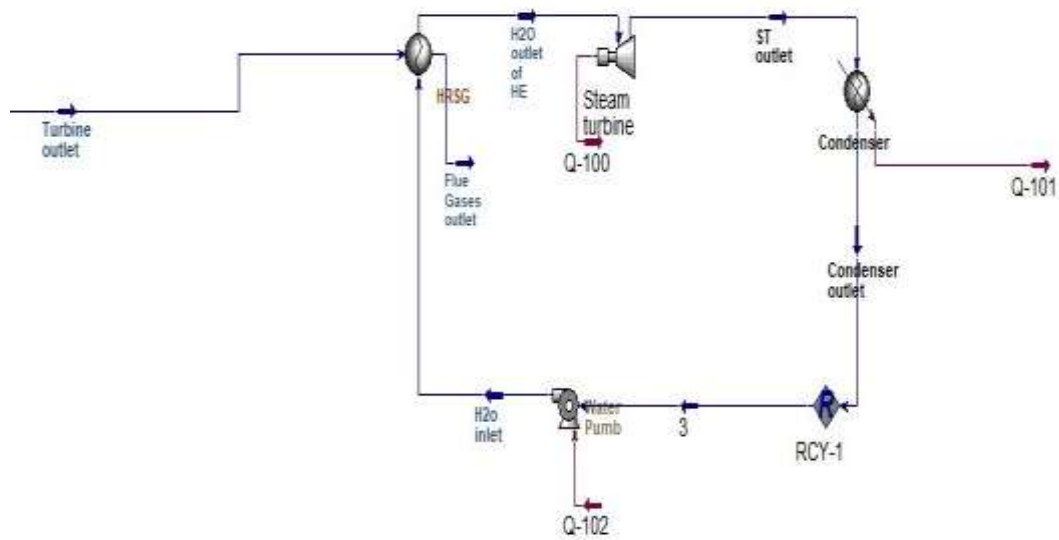 H2O
outlet
of
HE
ST
outlet
HRSG
Turbine
outlet
Steam
turbine
Condenser
Q-100
Flue
Gases
outlet
Q-101
Condenser
outlet
H2o
inlet
Water
Pumb
3
R
RCY-1
Q-102